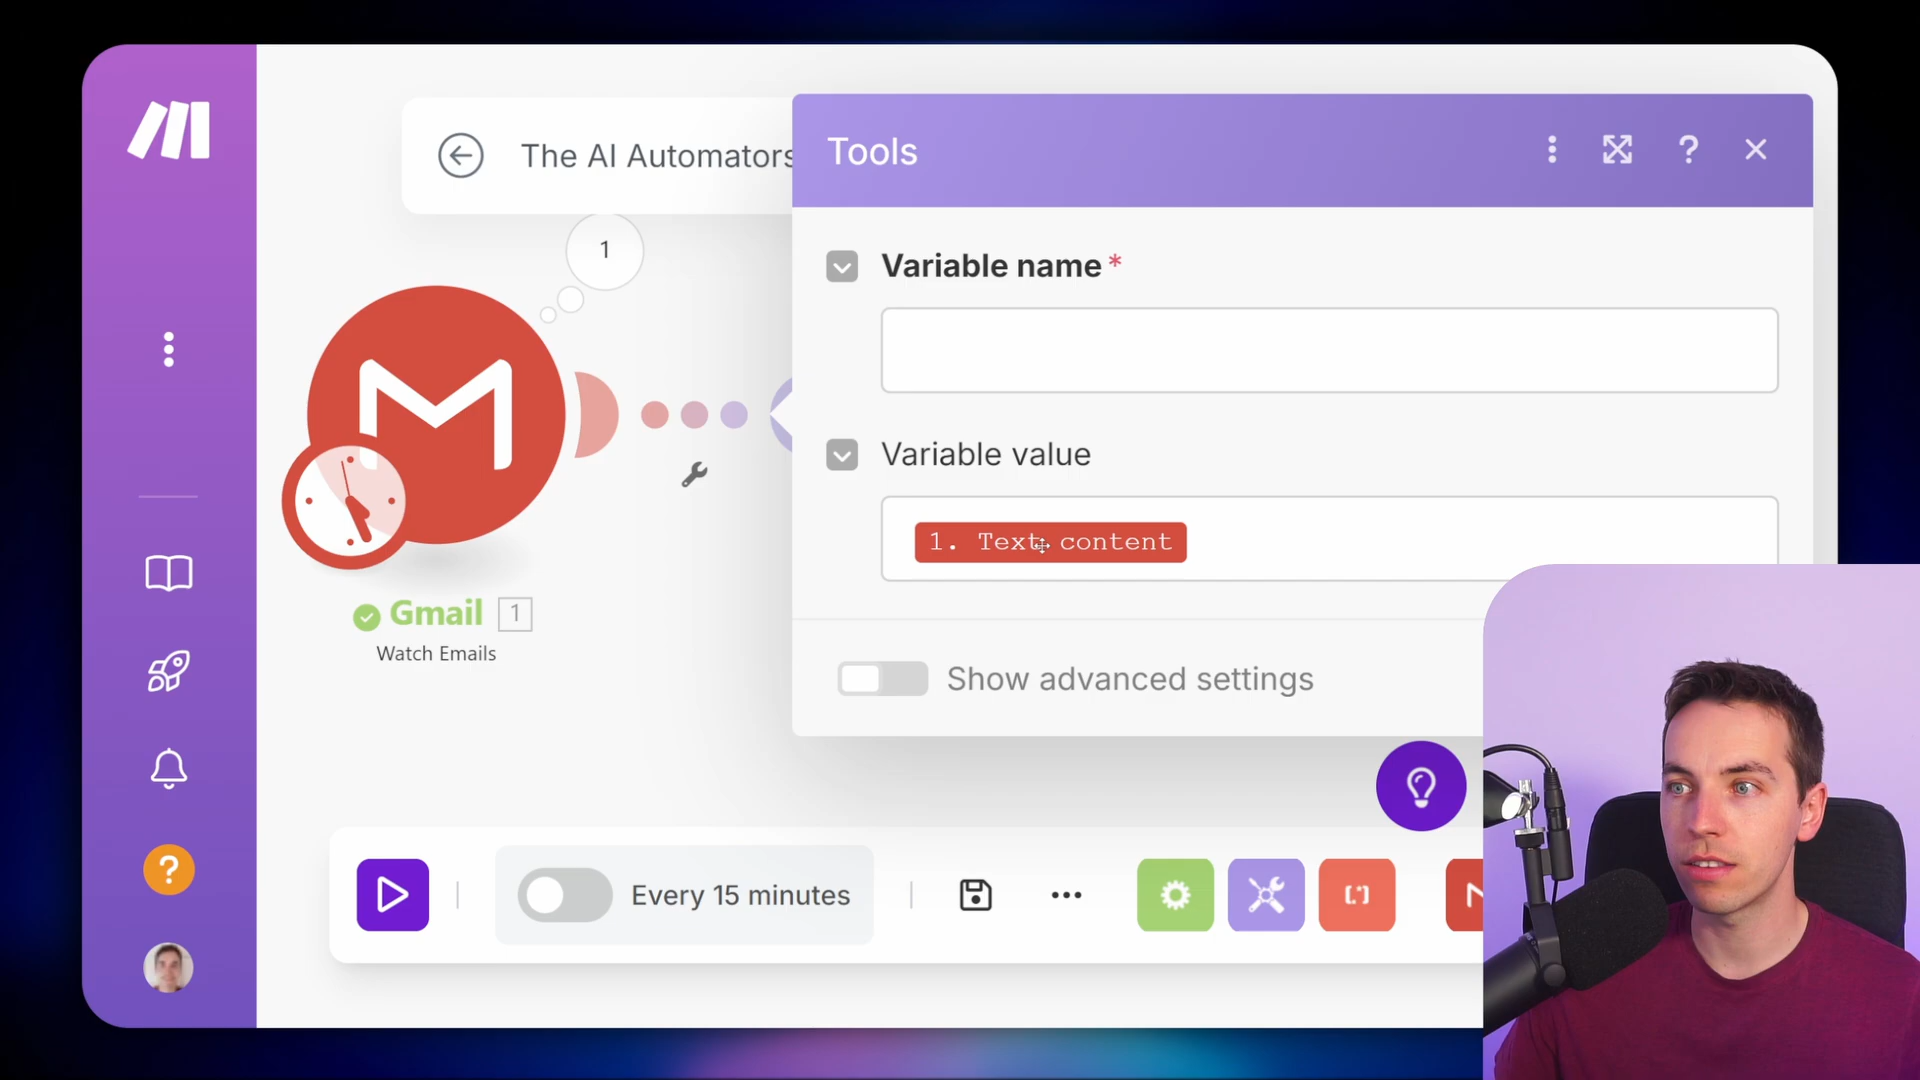 The AI Automators
Tools
?
1
Variable name *
Variable value
1. Text content
Gmail 1
Watch Emails
Show advanced settings
?
Every 15 minutes